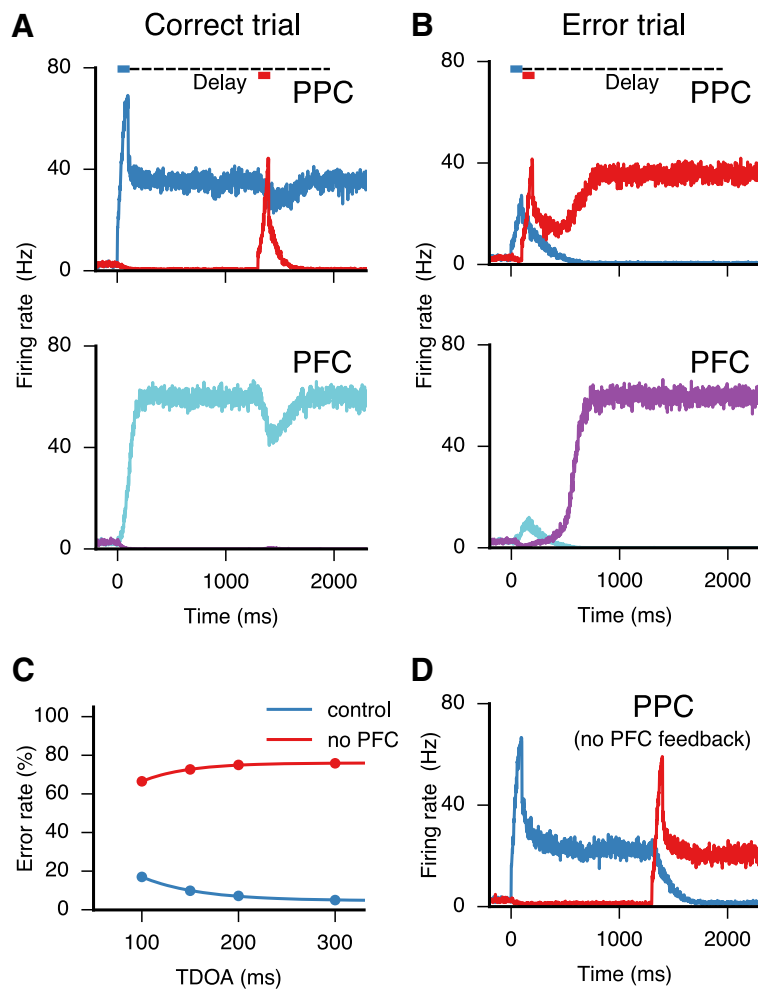 A
Correct trial
80
40
0
Delay
PPC
B
Error trial
80
40
0
Delay
PPC
Firing rate (Hz)
80
40
0
PFC
0
1000
2000
Time (ms)
Firing rate (Hz)
80
40
0
PFC
0
1000
2000
Time (ms)
C
Error rate (%)
100
80
60
40
20
0
control
no PFC
100
200
300
TDOA (ms)
D
Firing rate (Hz)
80
40
0
PPC
(no PFC feedback)
0
1000
2000
Time (ms)